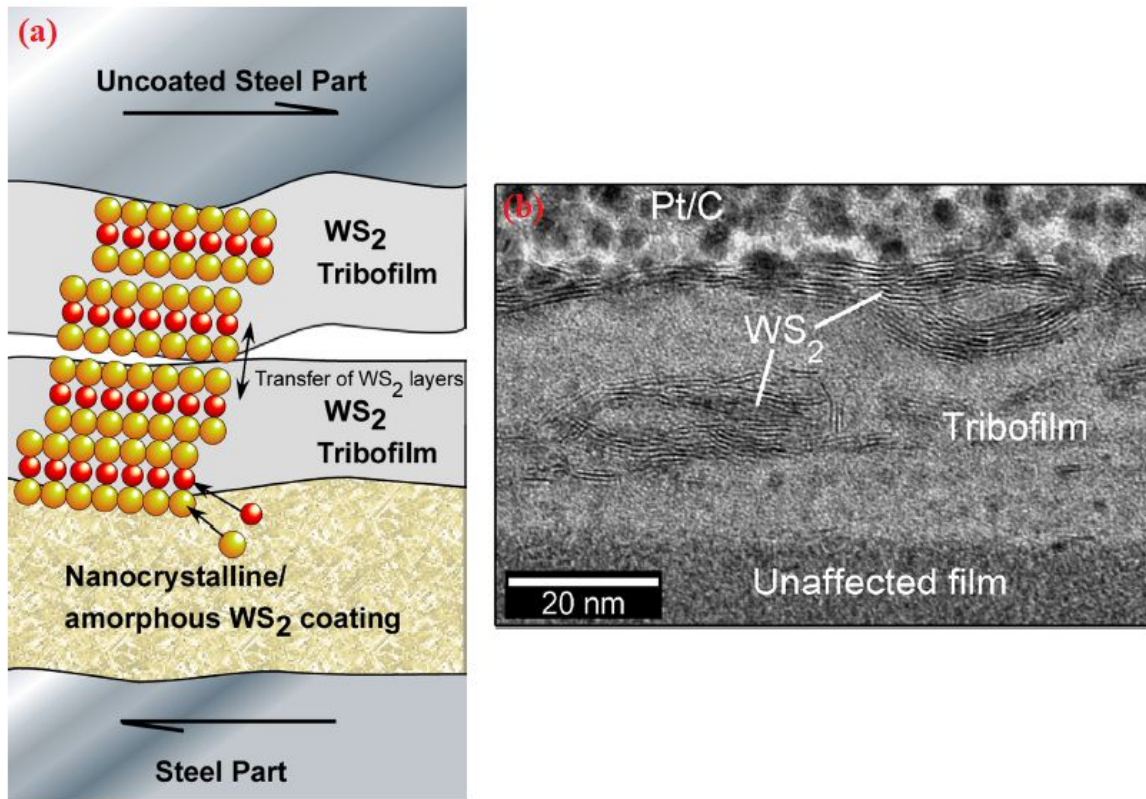 (a)
Uncoated Steel Part
WS2
Tribofilm
Transfer of WS2 layers
WS2
Tribofilm
Nanocrystalline/
amorphous WS2 coating
Steel Part
(b)
Pt/C
WS2
Tribofilm
Unaffected film
20 nm